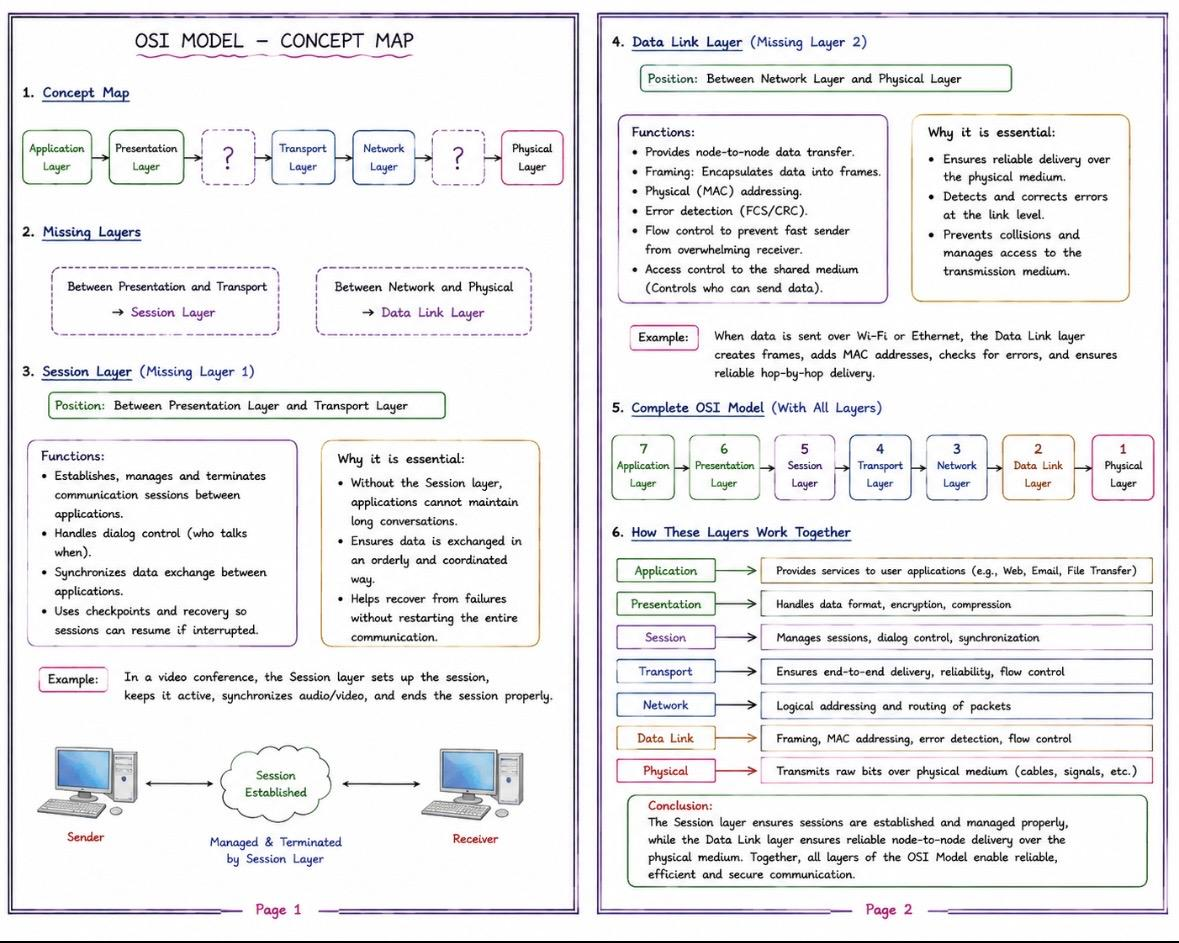 OSI MODEL – CONCEPT MAP
1. Concept Map
Application
Layer
Presentation
Layer
?
Transport
Layer
Network
Layer
?
Physical
Layer
2. Missing Layers
Between Presentation and Transport
→ Session Layer
Between Network and Physical
→ Data Link Layer
3. Session Layer (Missing Layer 1)
Position: Between Presentation Layer and Transport Layer
Functions:
• Establishes, manages and terminates
communication sessions between
applications.
• Handles dialog control (who talks
when).
• Synchronizes data exchange between
applications.
• Uses checkpoints and recovery so
sessions can resume if interrupted.
Why it is essential:
• Without the Session layer,
applications cannot maintain
long conversations.
• Ensures data is exchanged in
an orderly and coordinated
way.
• Helps recover from failures
without restarting the entire
communication.
Example:
In a video conference, the Session layer sets up the session,
keeps it active, synchronizes audio/video, and ends the session properly.
Session
Established
Sender
Managed & Terminated
by Session Layer
Receiver
Page 1
4. Data Link Layer (Missing Layer 2)
Position: Between Network Layer and Physical Layer
Functions:
• Provides node-to-node data transfer.
• Framing: Encapsulates data into frames.
• Physical (MAC) addressing.
• Error detection (FCS/CRC).
• Flow control to prevent fast sender
from overwhelming receiver.
• Access control to the shared medium
(Controls who can send data).
Why it is essential:
• Ensures reliable delivery over
the physical medium.
• Detects and corrects errors
at the link level.
• Prevents collisions and
manages access to the
transmission medium.
Example:
When data is sent over Wi-Fi or Ethernet, the Data Link layer
creates frames, adds MAC addresses, checks for errors, and ensures
reliable hop-by-hop delivery.
5. Complete OSI Model (With All Layers)
7
Application
Layer
6
Presentation
Layer
5
Session
Layer
4
Transport
Layer
3
Network
Layer
2
Data Link
Layer
1
Physical
Layer
6. How These Layers Work Together
Application
Provides services to user applications (e.g., Web, Email, File Transfer)
Presentation
Handles data format, encryption, compression
Session
Manages sessions, dialog control, synchronization
Transport
Ensures end-to-end delivery, reliability, flow control
Network
Logical addressing and routing of packets
Data Link
Framing, MAC addressing, error detection, flow control
Physical
Transmits raw bits over physical medium (cables, signals, etc.)
Conclusion:
The Session layer ensures sessions are established and managed properly,
while the Data Link layer ensures reliable node-to-node delivery over the
physical medium. Together, all layers of the OSI Model enable reliable,
efficient and secure communication.
Page 2